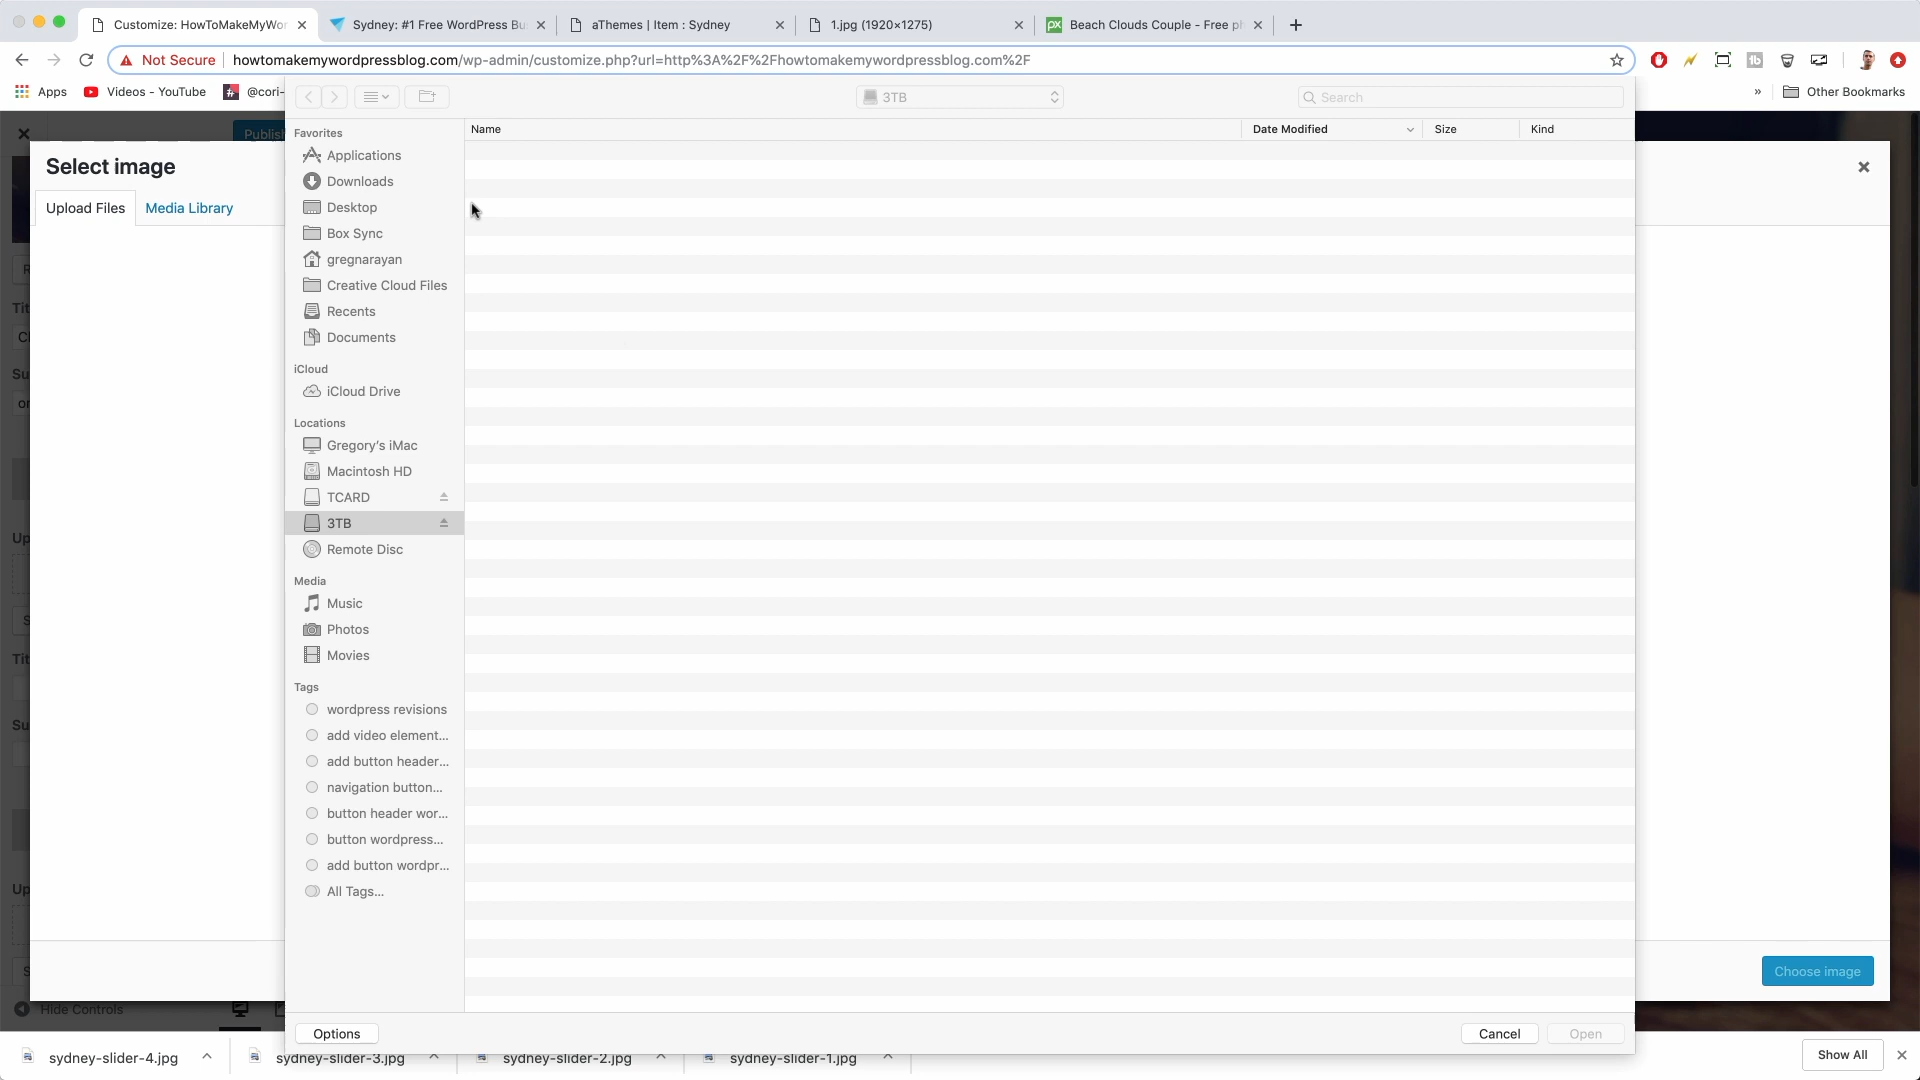 Customize: HowToMakeMyWor
Sydney: #1 Free WordPress Bu
aThemes | Item : Sydney
1.jpg (1920×1275)
Beach Clouds Couple - Free ph
Not Secure
howtomakemywordpressblog.com/wp-admin/customize.php?url=http%3A%2F%2Fhowtomakemywordpressblog.com%2F
Apps
Videos - YouTube
@cori-
3TB
Search
»
Other Bookmarks
Publish
Select image
Upload Files
Media Library
Favorites
Applications
Downloads
Desktop
Box Sync
gregnarayan
Creative Cloud Files
Recents
Documents
iCloud
iCloud Drive
Locations
Gregory's iMac
Macintosh HD
TCARD
3TB
Remote Disc
Media
Music
Photos
Movies
Tags
wordpress revisions
add video element...
add button header...
navigation button...
button header wor...
button wordpress...
add button wordpr...
All Tags...
Name
Date Modified
Size
Kind
Choose image
Hide Controls
Options
Cancel
Open
sydney-slider-4.jpg
sydney-slider-3.jpg
sydney-slider-2.jpg
sydney-slider-1.jpg
Show All